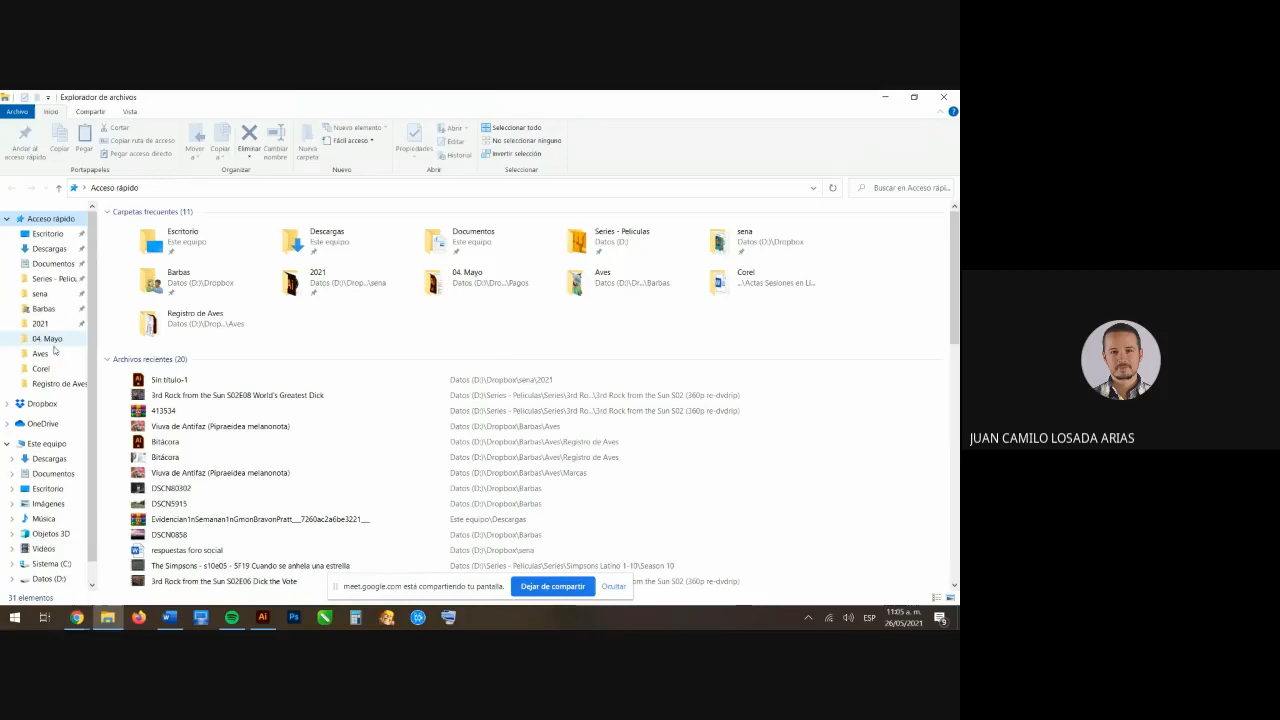 Explorador de archivos
Archivo Inicio Compartir Vista
Anclar al acceso rápido
Copiar
Pegar
Cortar
Copiar ruta de acceso
Pegar acceso directo
Portapapeles
Mover a
Copiar a
Eliminar
Cambiar nombre
Organizar
Nueva carpeta
Nuevo elemento
Fácil acceso
Nuevo
Propiedades
Abrir
Editar
Historial
Abrir
Seleccionar todo
No seleccionar ninguno
Invertir selección
Seleccionar
Acceso rápido
Buscar en Acceso rápi...
Acceso rápido
Escritorio
Descargas
Documentos
Series - Pelicu
sena
Barbas
2021
04. Mayo
Aves
Corel
Registro de Aves
Dropbox
OneDrive
Este equipo
Descargas
Documentos
Escritorio
Imágenes
Música
Objetos 3D
Videos
Sistema (C:)
Datos (D:)
Carpetas frecuentes (11)
Escritorio
Este equipo
Descargas
Este equipo
Documentos
Este equipo
Series - Peliculas
Datos (D:)
sena
Datos (D:)\Dropbox
Barbas
Datos (D:)\Dropbox
2021
Datos (D:)\Drop...\sena
04. Mayo
Datos (D:)\Dro...\Pagos
Aves
Datos (D:)\Dr...\Barbas
Corel
...\Actas Sesiones en Li...
Registro de Aves
Datos (D:)\Drop...\Aves
Archivos recientes (20)
Sin título-1 Datos (D:)\Dropbox\sena\2021
3rd Rock from the Sun S02E08 World's Greatest Dick Datos (D:)\Series - Peliculas\Series\3rd Ro...\3rd Rock from the Sun S02 (360p re-dvdrip)
413534 Datos (D:)\Series - Peliculas\Series\3rd Ro...\3rd Rock from the Sun S02 (360p re-dvdrip)
Viuva de Antifaz (Pipraeidea melanonota) Datos (D:)\Dropbox\Barbas\Aves
Bitácora Datos (D:)\Dropbox\Barbas\Aves\Registro de Aves
Bitácora Datos (D:)\Dropbox\Barbas\Aves\Registro de Aves
Viuva de Antifaz (Pipraeidea melanonota) Datos (D:)\Dropbox\Barbas\Aves\Marcas
DSCN80302 Datos (D:)\Dropbox\Barbas
DSCN5915 Datos (D:)\Dropbox\Barbas
Evidencian1nSemanan1nGmonBravonPratt__7260ac2a6be3221__ Este equipo\Descargas
DSCN0858 Datos (D:)\Dropbox\Barbas
respuestas foro social Datos (D:)\Dropbox\sena
The Simpsons - s10e05 - 5F19 Cuando se anhela una estrella Datos (D:)\Series - Peliculas\Series\Simpsons Latino 1-10\Season 10
3rd Rock from the Sun S02E06 Dick the Vote om the Sun S02 (360p re-dvdrip)
meet.google.com está compartiendo tu pantalla. Dejar de compartir Ocultar
31 elementos
ESP
11:05 a. m.
26/05/2021
9
JUAN CAMILO LOSADA ARIAS